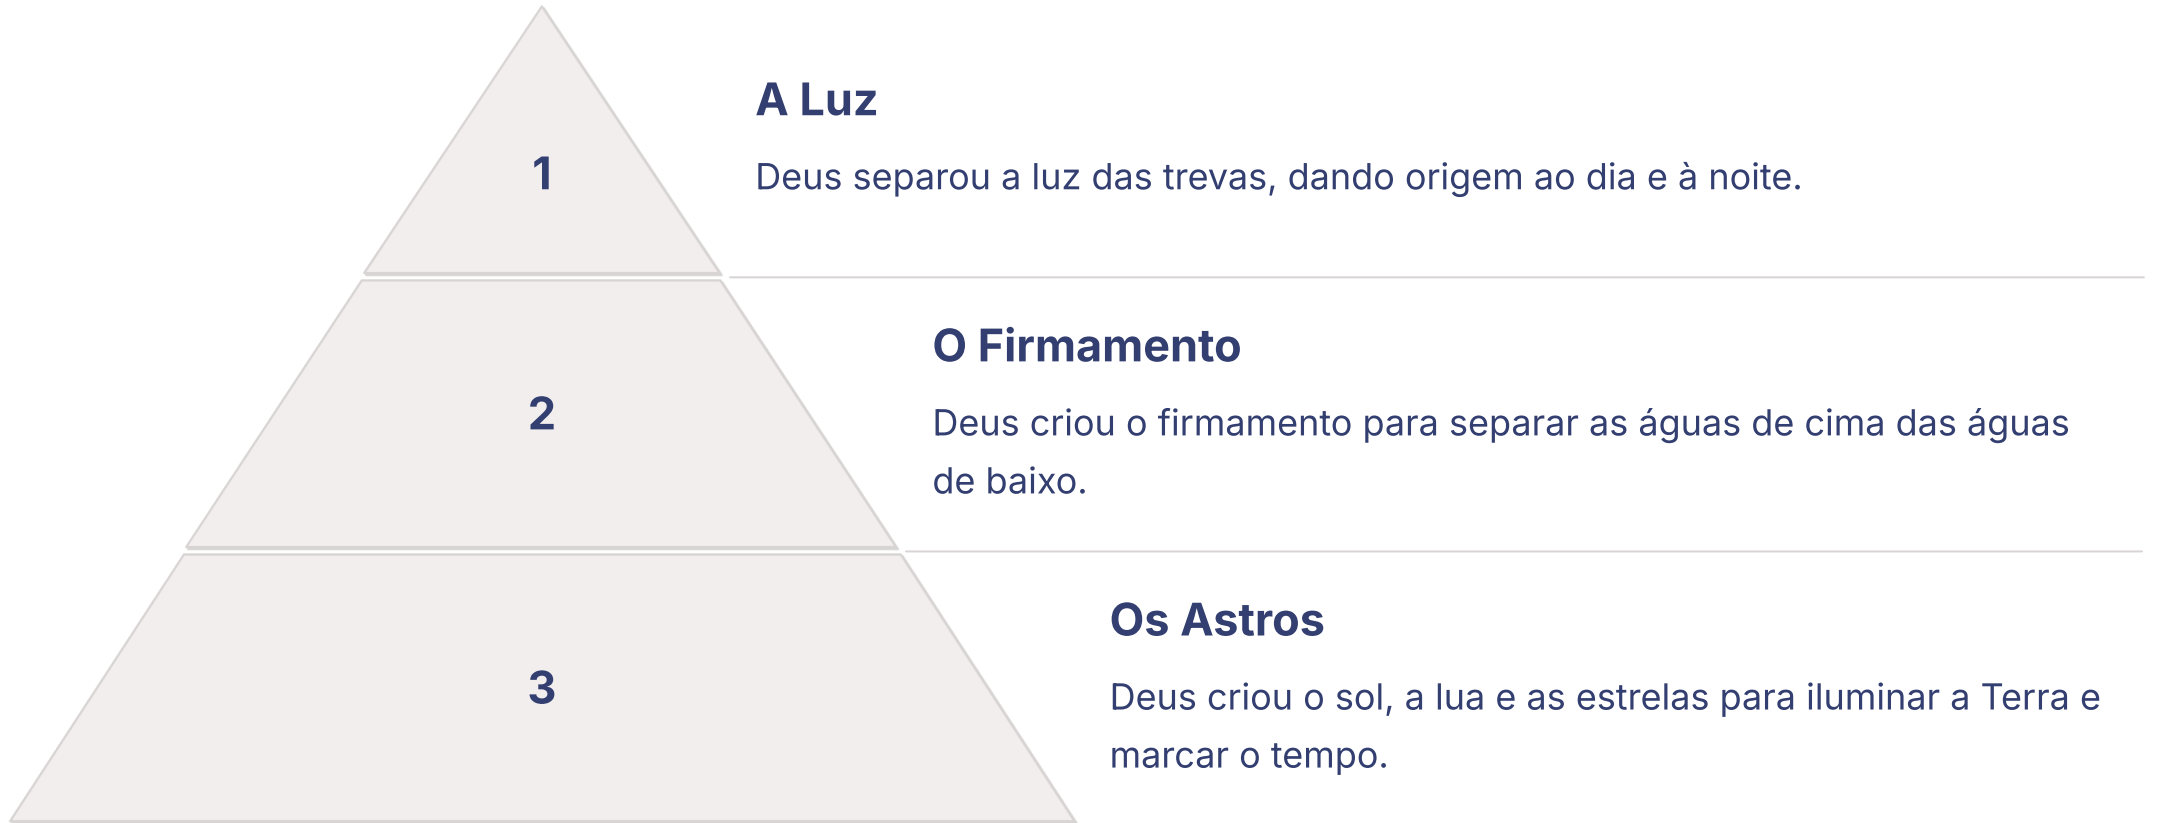 A Luz
1
Deus separou a luz das trevas, dando origem ao dia e à noite.
O Firmamento
2
Deus criou o firmamento para separar as águas de cima das águas
de baixo.
Os Astros
3
Deus criou o sol, a lua e as estrelas para iluminar a Terra e
marcar o tempo.